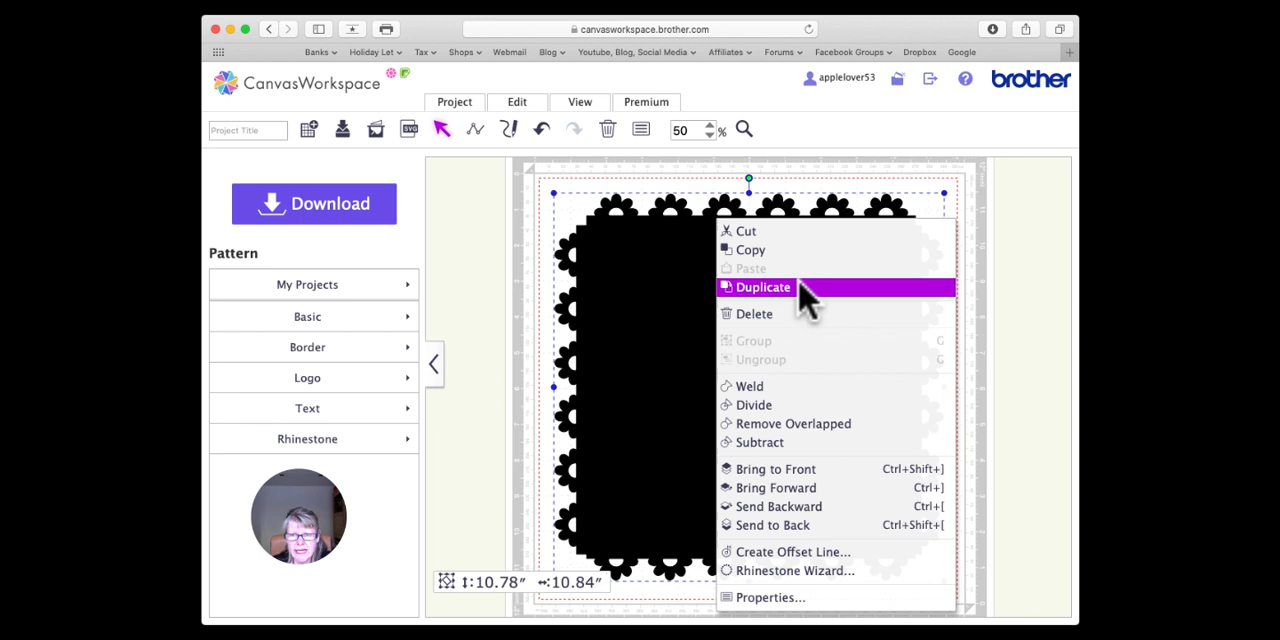 canvasworkspace.brother.com
Banks Holiday Let Tax Shops Webmail Blog Youtube, Blog, Social Media Affiliates Forums Facebook Groups Dropbox Google
CanvasWorkspace
applelover53
brother
Project Edit View Premium
Project Title
SVG
50 %
Download
Pattern
My Projects
Basic
Border
Logo
Text
Rhinestone
Cut
Copy
Paste
Duplicate
Delete
Group G
Ungroup G
Weld
Divide
Remove Overlapped
Subtract
Bring to Front Ctrl+Shift+]
Bring Forward Ctrl+]
Send Backward Ctrl+[
Send to Back Ctrl+Shift+[
Create Offset Line...
Rhinestone Wizard...
Properties...
↕:10.78” ↔:10.84”